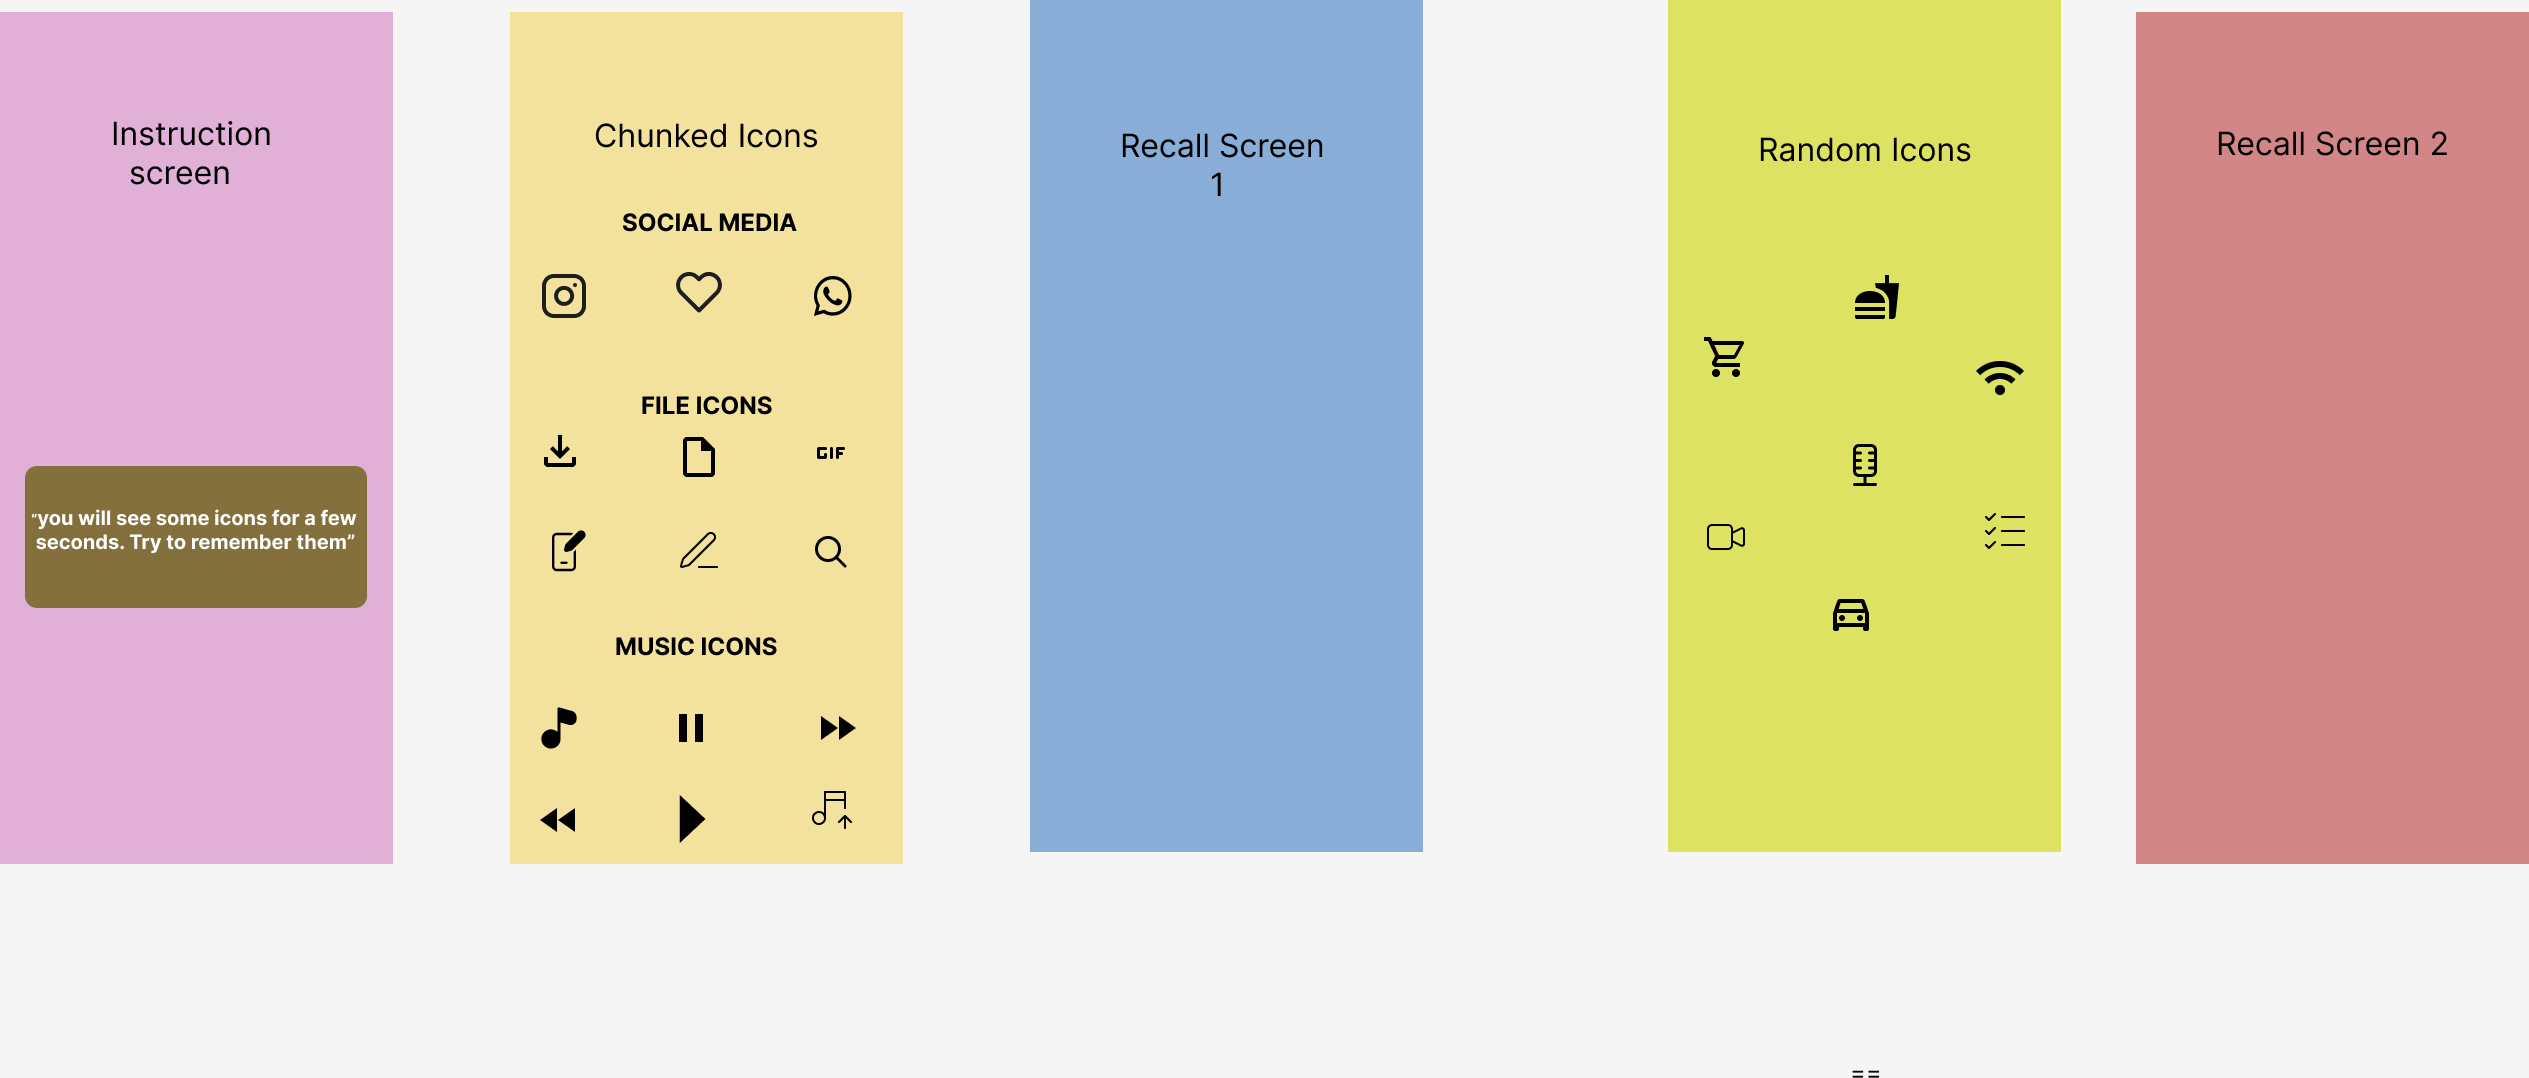 Instruction
screen
“you will see some icons for a few
seconds. Try to remember them”
Chunked Icons
SOCIAL MEDIA
FILE ICONS
GIF
MUSIC ICONS
Recall Screen
1
Random Icons
Recall Screen 2
==